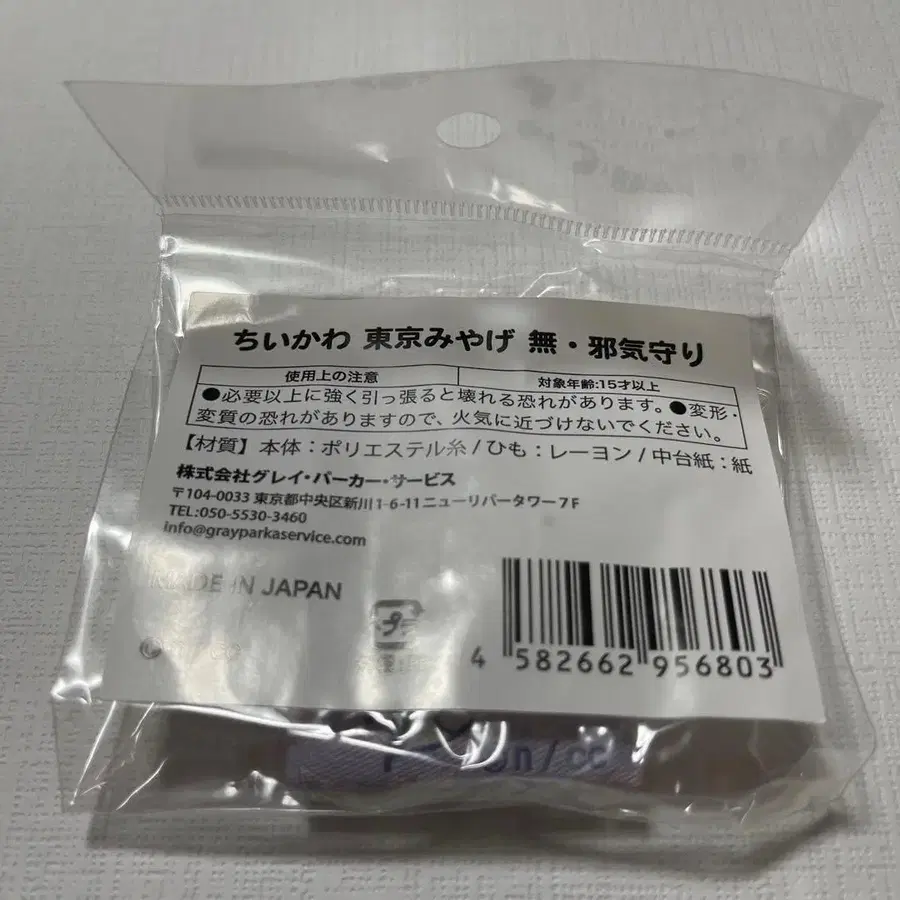 ちいかわ 東京みやげ 無・邪気守り
使用上の注意
対象年齢:15才以上
●必要以上に強く引っ張ると壊れる恐れがあります。●変形・
変質の恐れがありますので、火気に近づけないでください。
【材質】本体：ポリエステル糸/ひも：レーヨン/中台紙：紙
株式会社グレイ・パーカー・サービス
〒104-0033 東京都中央区新川1-6-11ニューリバータワー7F
TEL:050-5530-3460
info@grayparkaservice.com
MADE IN JAPAN
4 582662 956803